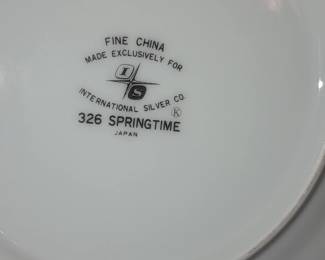 FINE CHINA
MADE EXCLUSIVELY FOR
I S
INTERNATIONAL SILVER CO.
Ⓚ
326 SPRINGTIME
JAPAN